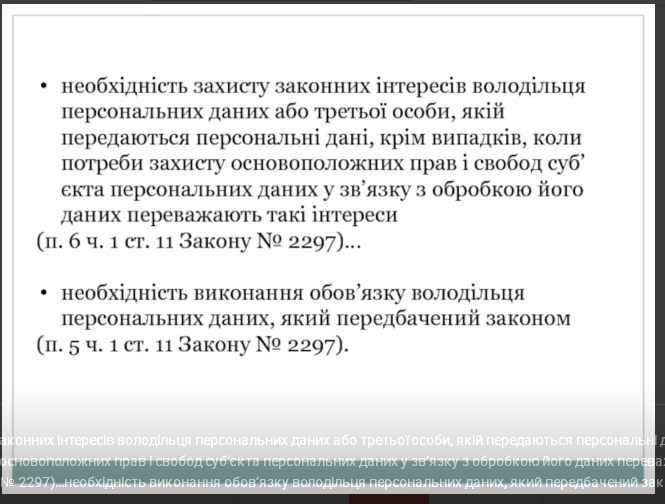 • необхідність захисту законних інтересів володільця
персональних даних або третьої особи, якій
передаються персональні дані, крім випадків, коли
потреби захисту основоположних прав і свобод суб’
єкта персональних даних у зв’язку з обробкою його
даних переважають такі інтереси
(п. 6 ч. 1 ст. 11 Закону № 2297)...
• необхідність виконання обов’язку володільця
персональних даних, який передбачений законом
(п. 5 ч. 1 ст. 11 Закону № 2297).
аконних інтересів володільця персональних даних або третьої особи, якій передаються персональні д
основоположних прав і свобод суб’єкта персональних даних у зв’язку з обробкою його даних перева
№ 2297)...необхідність виконання обов’язку володільця персональних даних, який передбачений зак